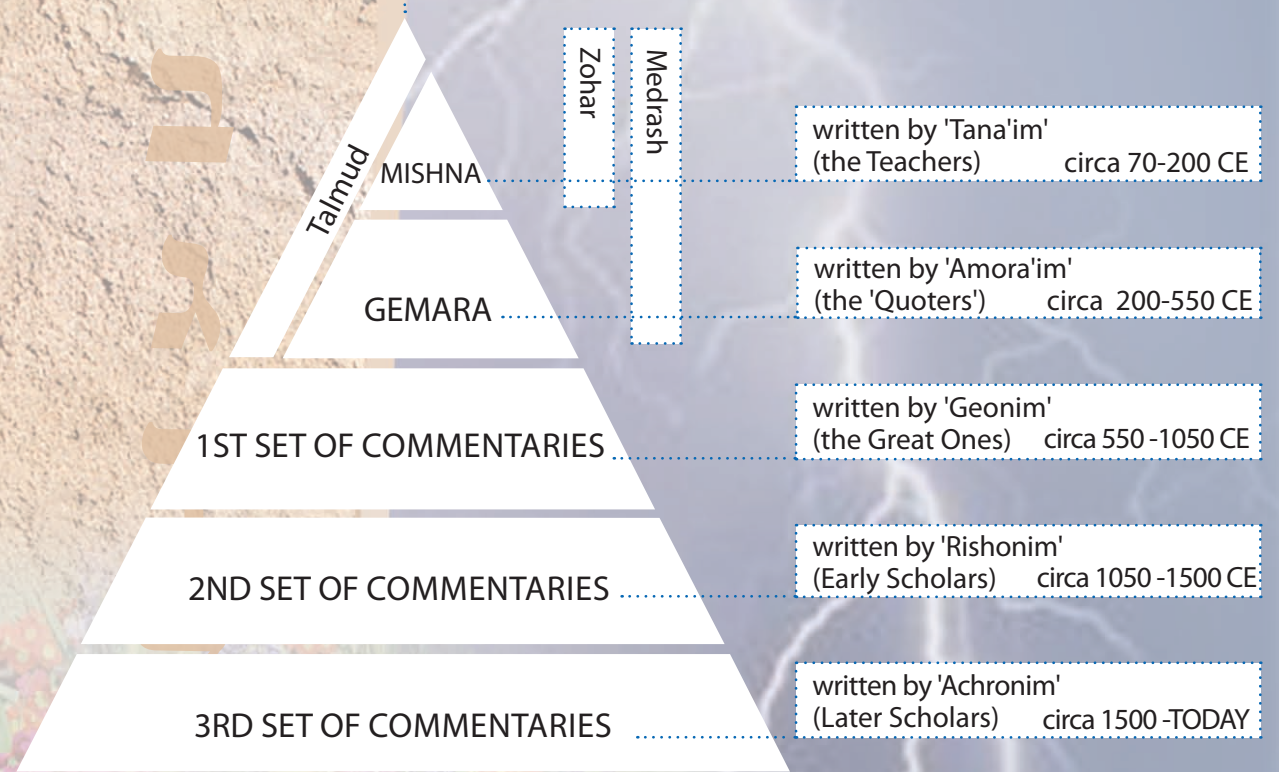 Zohar
Medrash
Talmud
MISHNA
written by 'Tana'im'
(the Teachers) circa 70-200 CE
GEMARA
written by 'Amora'im'
(the 'Quoters') circa 200-550 CE
1ST SET OF COMMENTARIES
written by 'Geonim'
(the Great Ones) circa 550 -1050 CE
2ND SET OF COMMENTARIES
written by 'Rishonim'
(Early Scholars) circa 1050 -1500 CE
3RD SET OF COMMENTARIES
written by 'Achronim'
(Later Scholars) circa 1500 -TODAY